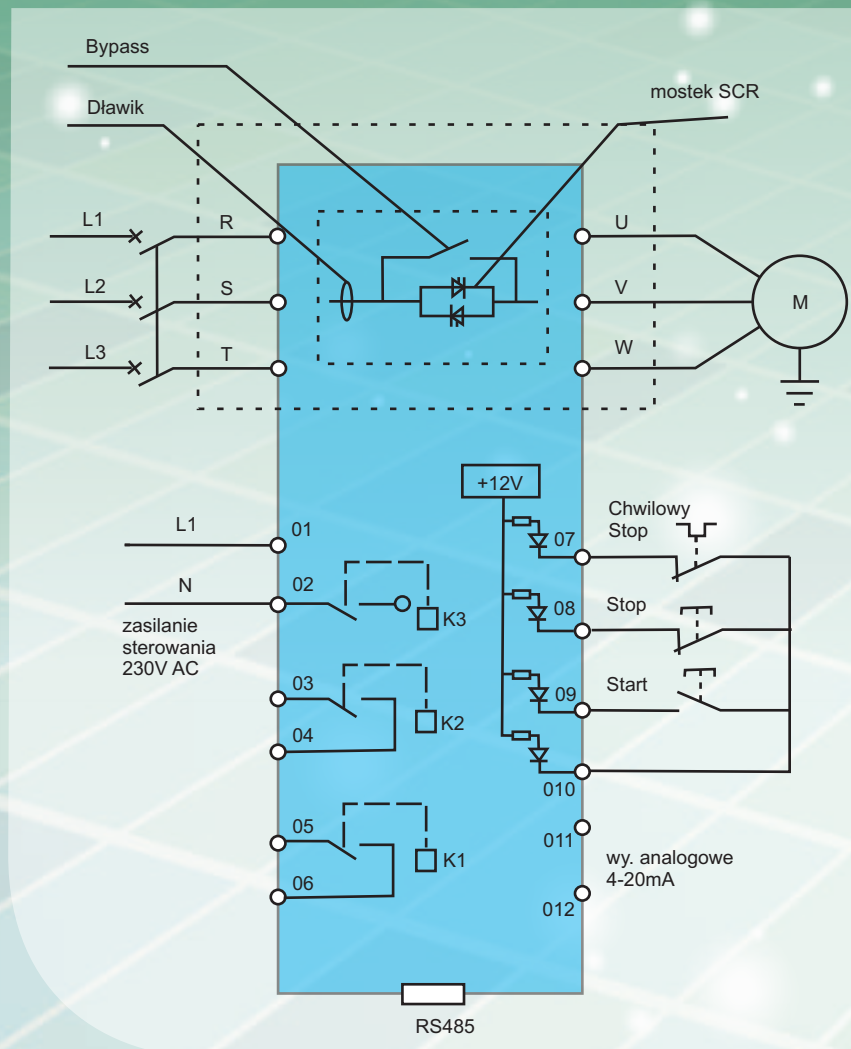 Bypass
Dławik
mostek SCR
L1
R
U
L2
S
V
M
L3
T
W
+12V
L1
01
07
Chwilowy
Stop
N
02
K3
08
Stop
zasilanie
sterowania
230V AC
03
K2
09
Start
04
010
05
K1
011
wy. analogowe
4-20mA
06
012
RS485